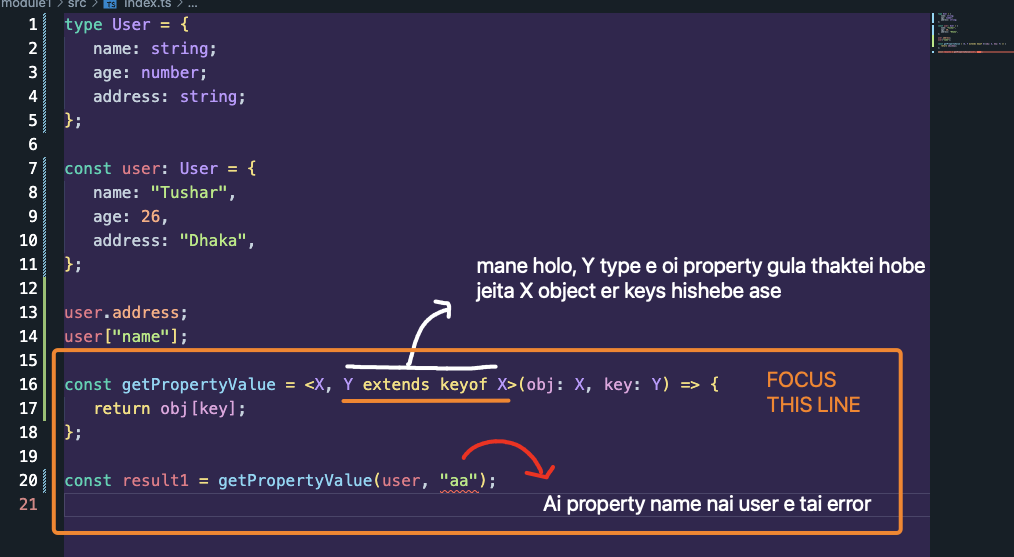 module1 > src > TS index.ts > ...
1 type User = {
2 name: string;
3 age: number;
4 address: string;
5 };
6
7 const user: User = {
8 name: "Tushar",
9 age: 26,
10 address: "Dhaka",
11 };
mane holo, Y type e oi property gula thaktei hobe
jeita X object er keys hishebe ase
12
13 user.address;
14 user["name"];
15
16 const getPropertyValue = <X, Y extends keyof X>(obj: X, key: Y) => {
17 return obj[key];
18 };
FOCUS
THIS LINE
19
20 const result1 = getPropertyValue(user, "aa");
21
Ai property name nai user e tai error